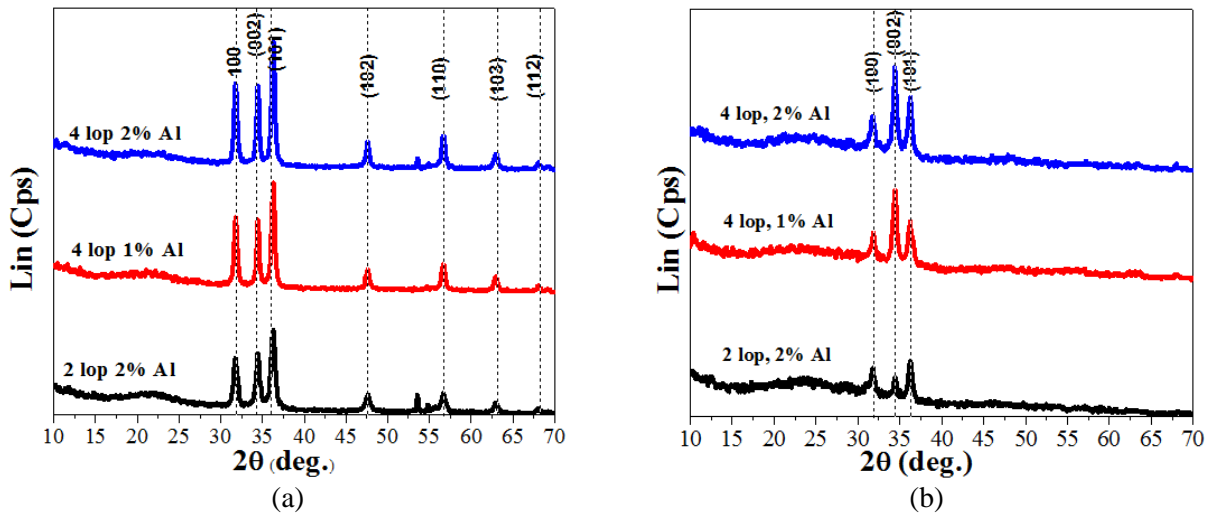 100
(002)
(101)
(102)
(110)
(103)
(112)
4 lop 2% Al
4 lop 1% Al
2 lop 2% Al
Lin (Cps)
10 15 20 25 30 35 40 45 50 55 60 65 70
2θ (deg.)
(a)
(100)
(002)
(101)
4 lop, 2% Al
4 lop, 1% Al
2 lop, 2% Al
Lin (Cps)
10 15 20 25 30 35 40 45 50 55 60 65 70
2θ (deg.)
(b)